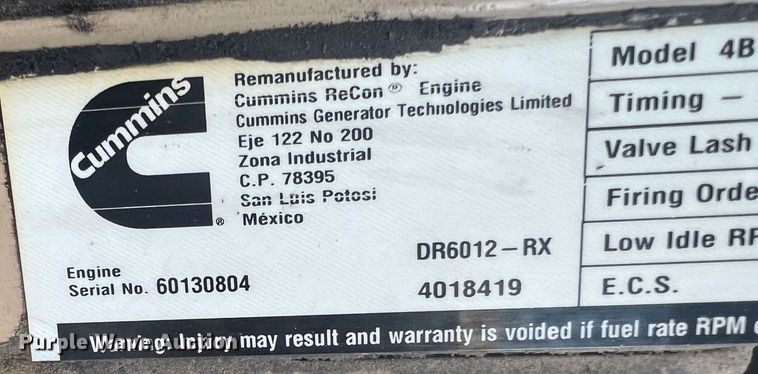 Cummins
®
Remanufactured by:
Cummins ReCon® Engine
Cummins Generator Technologies Limited
Eje 122 No 200
Zona Industrial
C.P. 78395
San Luis Potosi
México
DR6012-RX
Engine
Serial No. 60130804
4018419
Model 4B
Timing -
Valve Lash
Firing Orde
Low Idle RP
E.C.S.
Warning: Injury may result and warranty is voided if fuel rate RPM
PurpleWave Auction